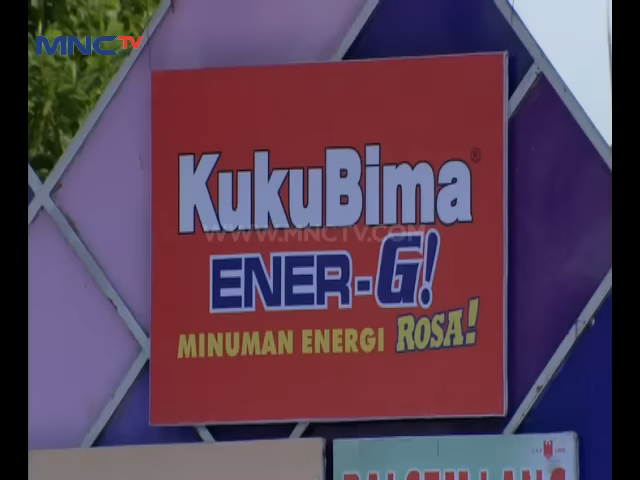 MNCTV
KukuBima®
WWW.MNCTV.COM
ENER-G!
MINUMAN ENERGI ROSA!